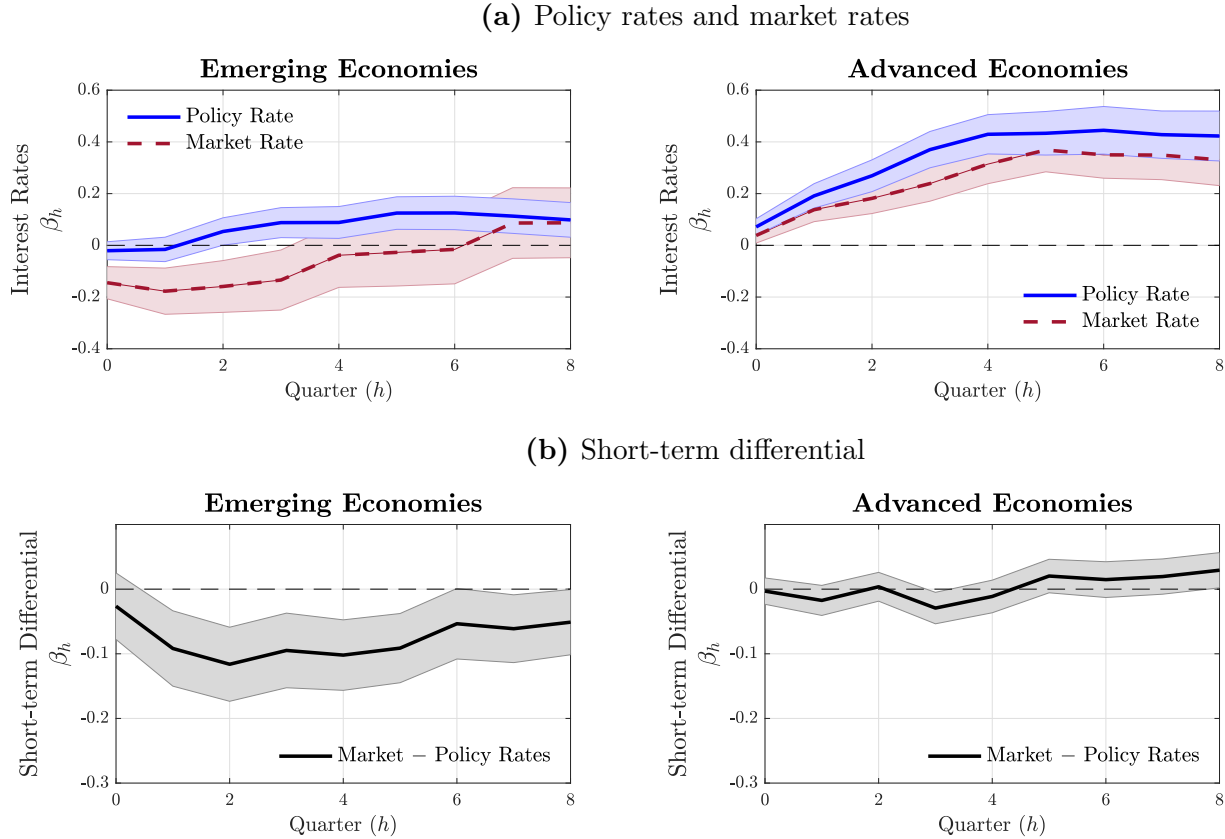 (a) Policy rates and market rates
Emerging Economies
Interest Rates
β_h
0.6
0.4
0.2
0
-0.2
-0.4
Policy Rate
Market Rate
0 2 4 6 8
Quarter (h)
Advanced Economies
Interest Rates
β_h
0.6
0.4
0.2
0
-0.2
-0.4
Policy Rate
Market Rate
0 2 4 6 8
Quarter (h)
(b) Short-term differential
Emerging Economies
Short-term Differential
β_h
0
-0.1
-0.2
-0.3
Market − Policy Rates
0 2 4 6 8
Quarter (h)
Advanced Economies
Short-term Differential
β_h
0
-0.1
-0.2
-0.3
Market − Policy Rates
0 2 4 6 8
Quarter (h)